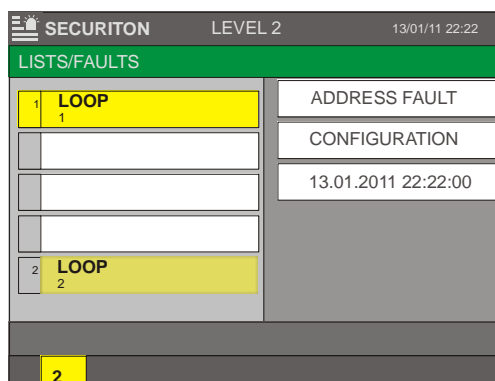 SECURITON LEVEL 2 13/01/11 22:22
LISTS/FAULTS
1 LOOP
1
ADDRESS FAULT
CONFIGURATION
13.01.2011 22:22:00
2 LOOP
2
2